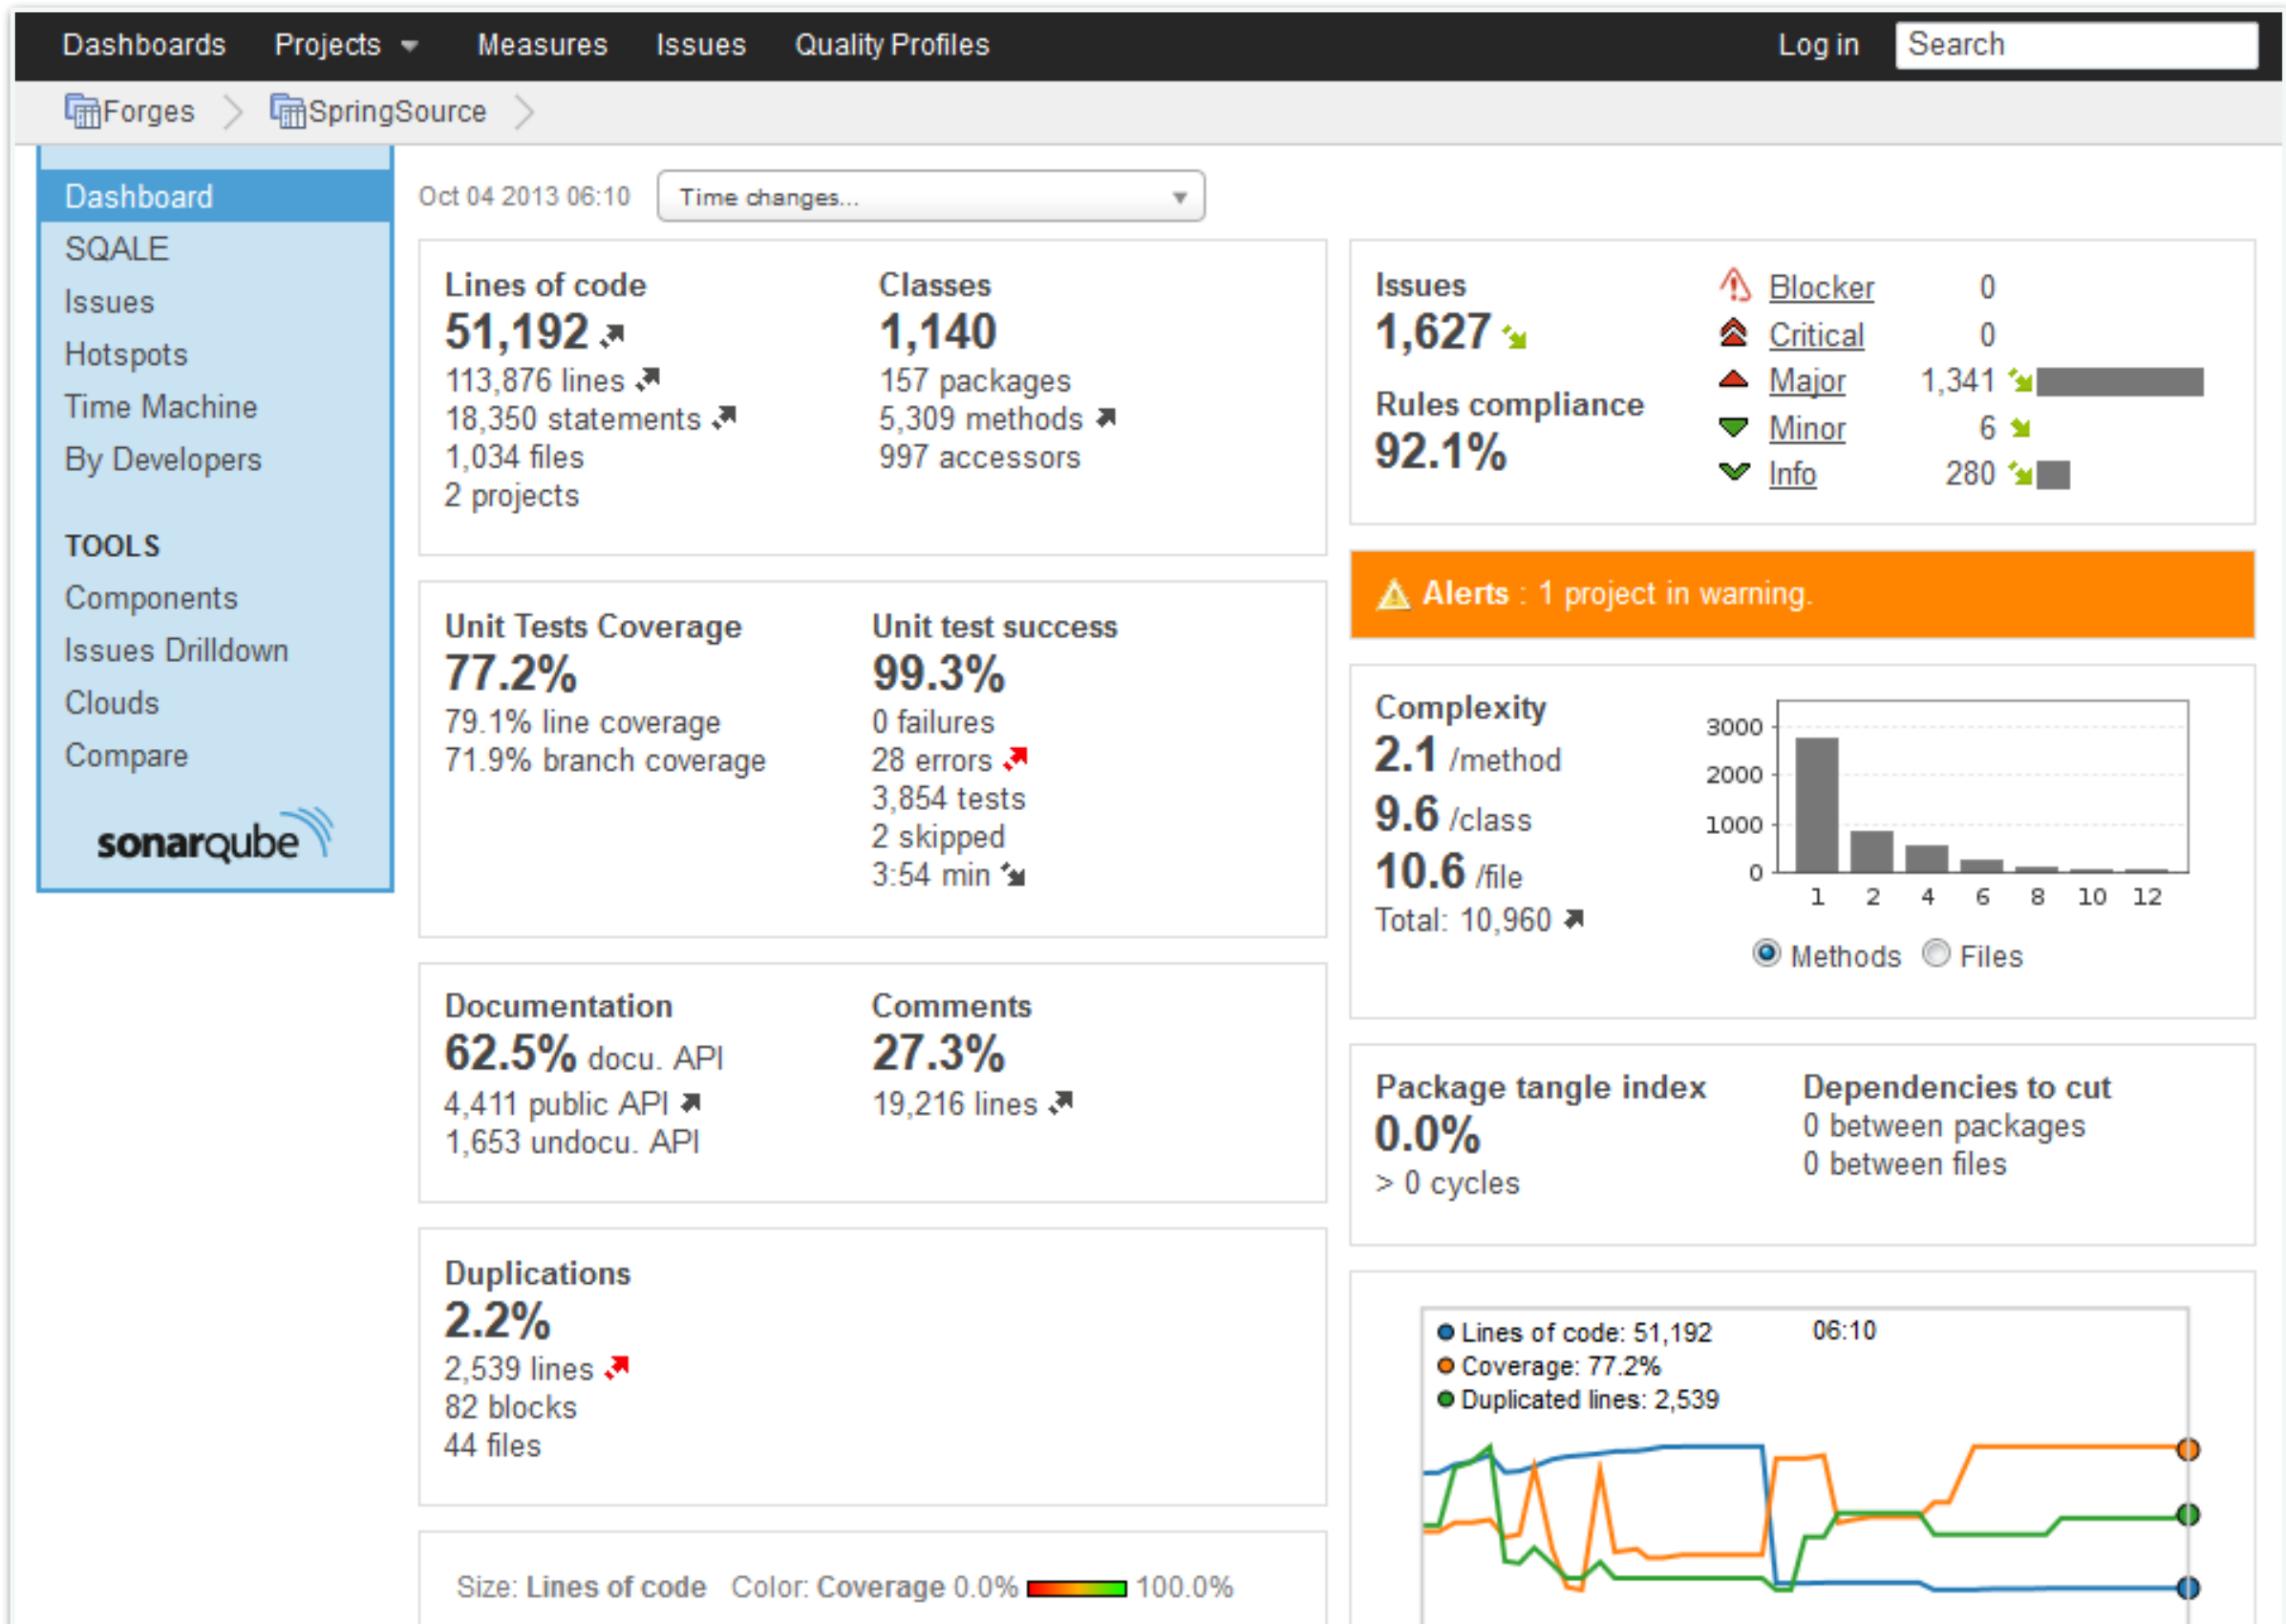 Dashboards Projects Measures Issues Quality Profiles Log in Search
Forges SpringSource
Dashboard
SQALE
Issues
Hotspots
Time Machine
By Developers
TOOLS
Components
Issues Drilldown
Clouds
Compare
sonarqube
Oct 04 2013 06:10 Time changes...
Lines of code
51,192
113,876 lines
18,350 statements
1,034 files
2 projects
Classes
1,140
157 packages
5,309 methods
997 accessors
Unit Tests Coverage
77.2%
79.1% line coverage
71.9% branch coverage
Unit test success
99.3%
0 failures
28 errors
3,854 tests
2 skipped
3:54 min
Documentation
62.5% docu. API
4,411 public API
1,653 undocu. API
Comments
27.3%
19,216 lines
Duplications
2.2%
2,539 lines
82 blocks
44 files
Size: Lines of code Color: Coverage 0.0% 100.0%
Issues
1,627
Rules compliance
92.1%
Blocker 0
Critical 0
Major 1,341
Minor 6
Info 280
Alerts : 1 project in warning.
Complexity
2.1 /method
9.6 /class
10.6 /file
Total: 10,960
3000
2000
1000
0
1 2 4 6 8 10 12
Methods Files
Package tangle index
0.0%
> 0 cycles
Dependencies to cut
0 between packages
0 between files
Lines of code: 51,192 06:10
Coverage: 77.2%
Duplicated lines: 2,539